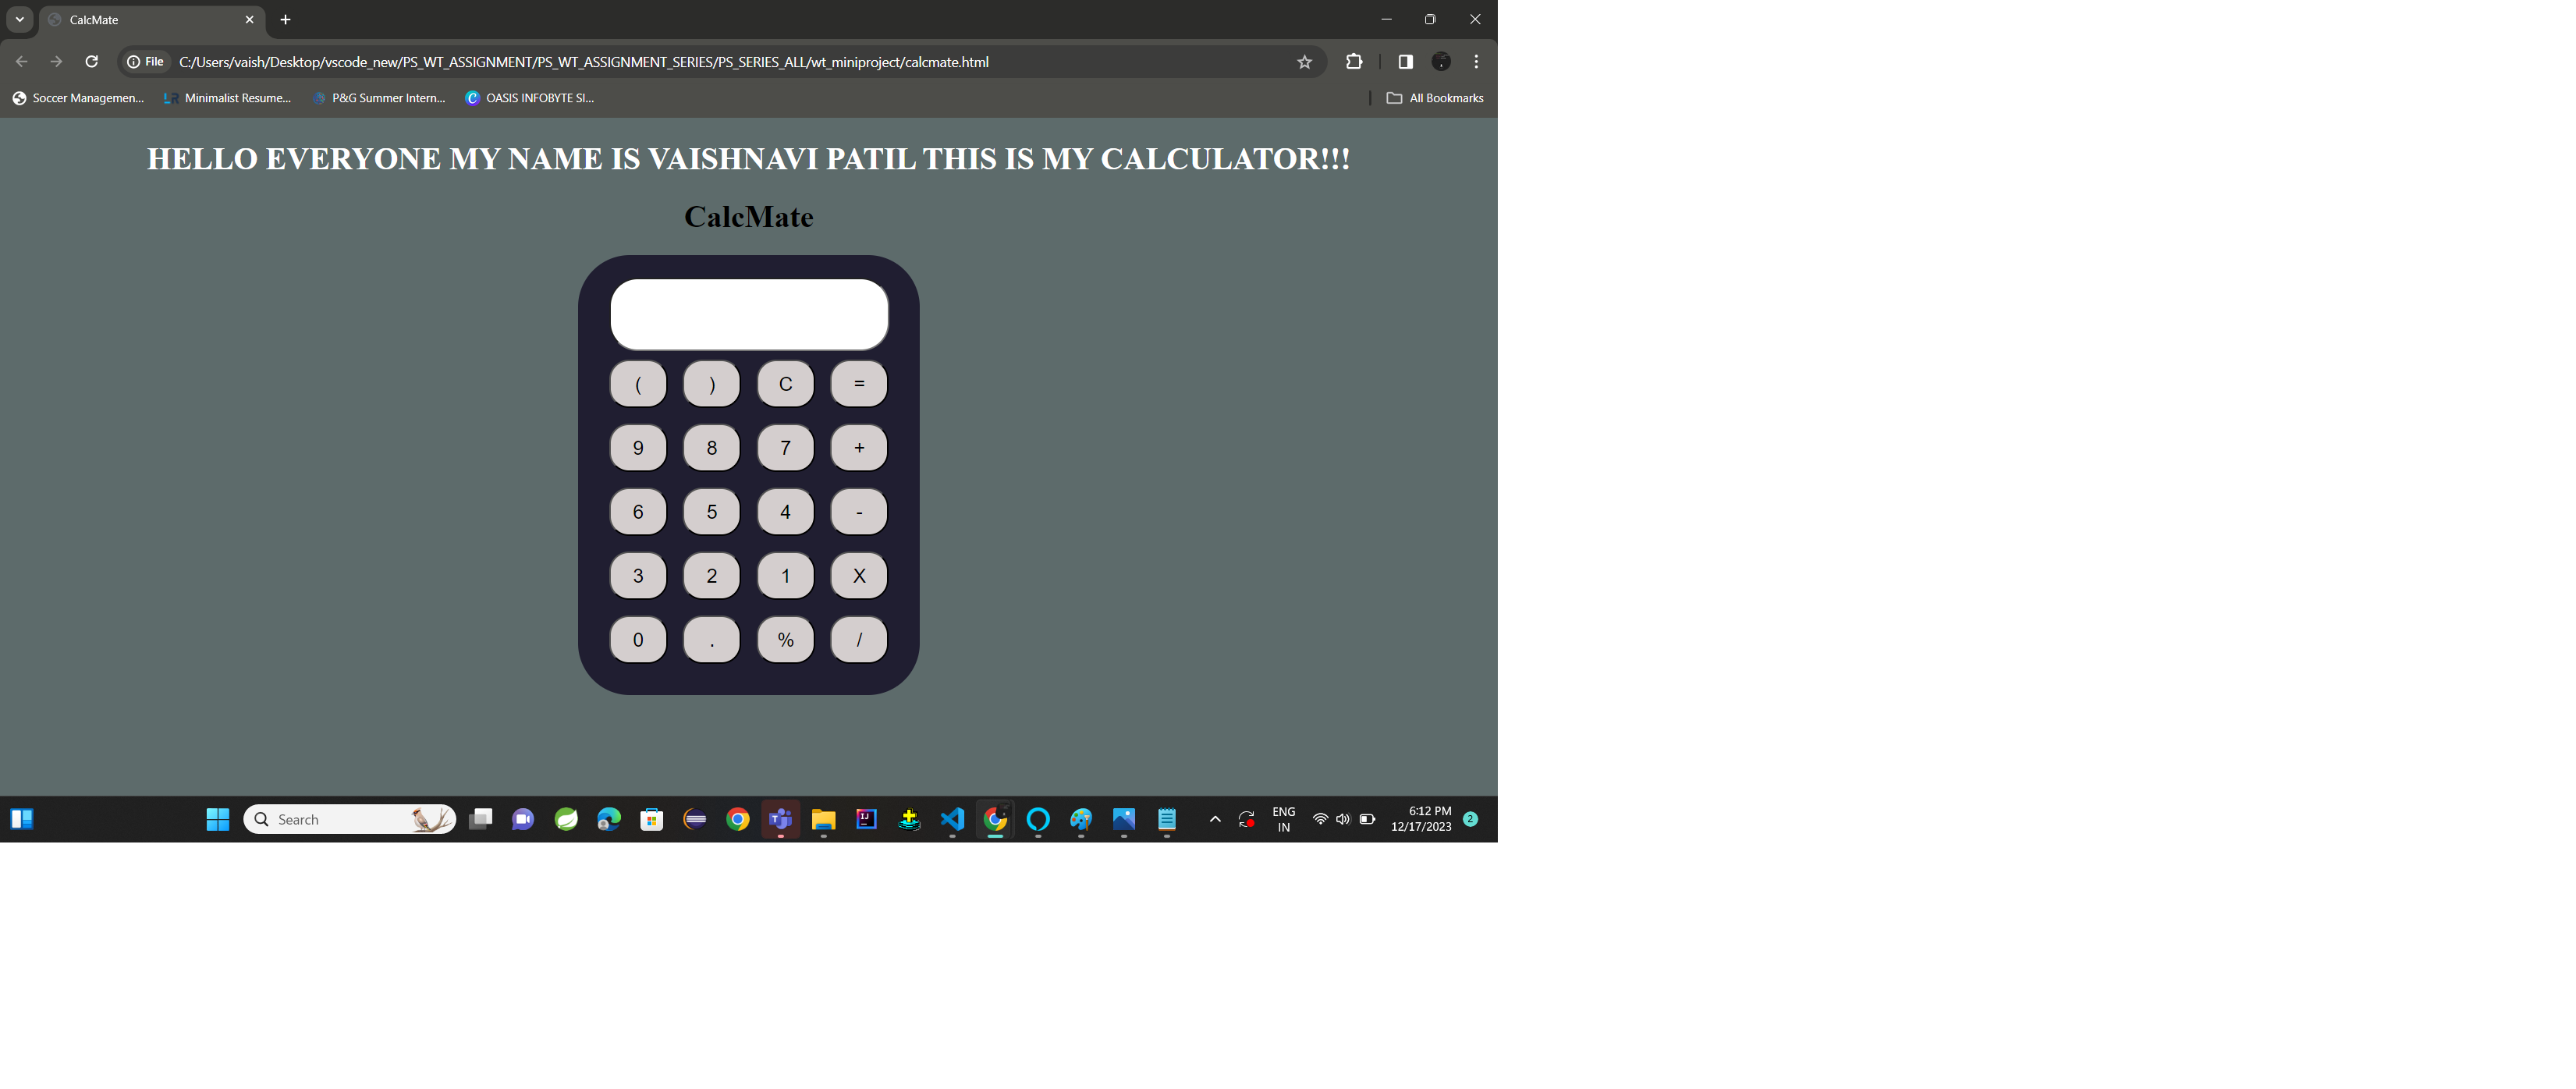 CalcMate
File C:/Users/vaish/Desktop/vscode_new/PS_WT_ASSIGNMENT/PS_WT_ASSIGNMENT_SERIES/PS_SERIES_ALL/wt_miniproject/calcmate.html
Soccer Managemen... Minimalist Resume... P&G Summer Intern... OASIS INFOBYTE SI... All Bookmarks
HELLO EVERYONE MY NAME IS VAISHNAVI PATIL THIS IS MY CALCULATOR!!!
CalcMate
( ) C =
9 8 7 +
6 5 4 -
3 2 1 X
0 . % /
Search
ENG
IN
6:12 PM
12/17/2023
2